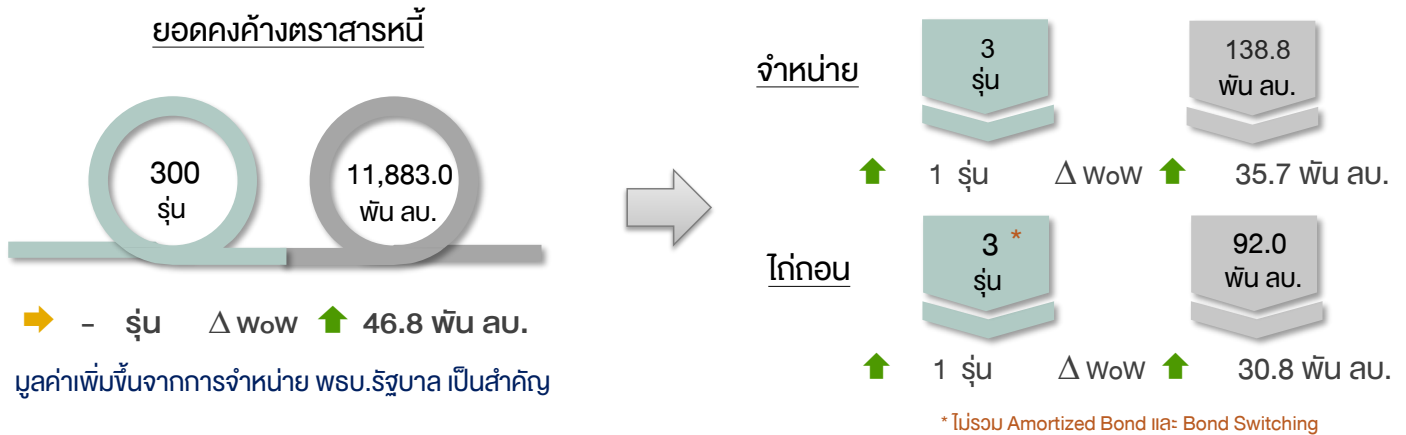 ยอดคงค้างตราสารหนี้
300
รุ่น
11,883.0
พัน ลบ.
- รุ่น Δ WoW 46.8 พัน ลบ.
มูลค่าเพิ่มขึ้นจากการจำหน่าย พธบ.รัฐบาล เป็นสำคัญ
จำหน่าย
3
รุ่น
138.8
พัน ลบ.
1 รุ่น Δ WoW 35.7 พัน ลบ.
ไถ่ถอน
3 *
รุ่น
92.0
พัน ลบ.
1 รุ่น Δ WoW 30.8 พัน ลบ.
* ไม่รวม Amortized Bond และ Bond Switching